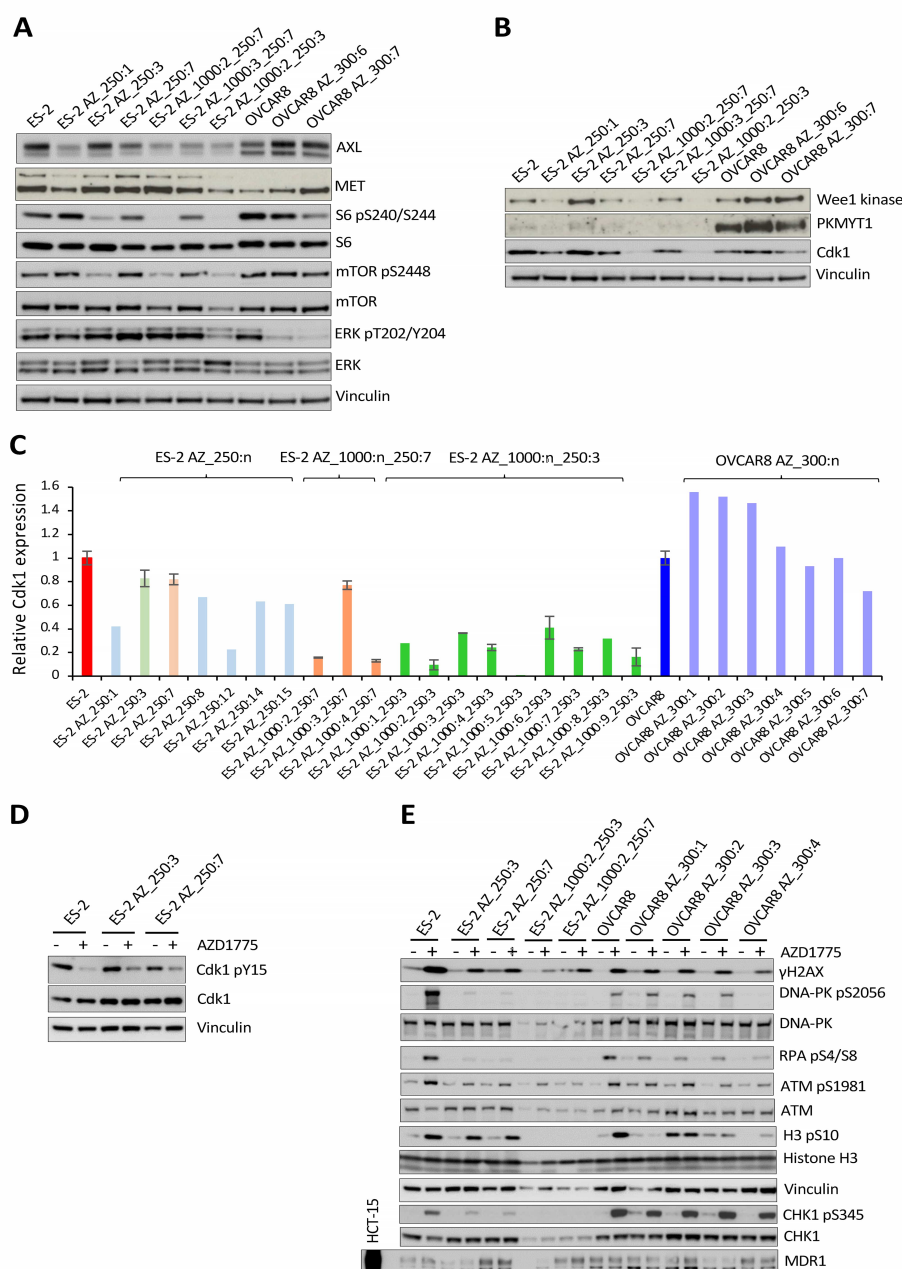 A
ES-2
ES-2 AZ_250:1
ES-2 AZ_250:3
ES-2 AZ_250:7
ES-2 AZ_1000:2_250:7
ES-2 AZ_1000:3_250:7
ES-2 AZ_1000:2_250:3
OVCAR8
OVCAR8 AZ_300:6
OVCAR8 AZ_300:7
AXL
MET
S6 pS240/S244
S6
mTOR pS2448
mTOR
ERK pT202/Y204
ERK
Vinculin
B
ES-2
ES-2 AZ_250:1
ES-2 AZ_250:3
ES-2 AZ_250:7
ES-2 AZ_1000:2_250:7
ES-2 AZ_1000:3_250:7
ES-2 AZ_1000:2_250:3
OVCAR8
OVCAR8 AZ_300:6
OVCAR8 AZ_300:7
Wee1 kinase
PKMYT1
Cdk1
Vinculin
C
ES-2 AZ_250:n
ES-2 AZ_1000:n_250:7
ES-2 AZ_1000:n_250:3
OVCAR8 AZ_300:n
Relative Cdk1 expression
1.6
1.4
1.2
1
0.8
0.6
0.4
0.2
0
ES-2
ES-2 AZ_250:1
ES-2 AZ_250:3
ES-2 AZ_250:7
ES-2 AZ_250:8
ES-2 AZ_250:12
ES-2 AZ_250:14
ES-2 AZ_250:15
ES-2 AZ_1000:2_250:7
ES-2 AZ_1000:3_250:7
ES-2 AZ_1000:4_250:7
ES-2 AZ_1000:1_250:3
ES-2 AZ_1000:2_250:3
ES-2 AZ_1000:3_250:3
ES-2 AZ_1000:4_250:3
ES-2 AZ_1000:5_250:3
ES-2 AZ_1000:6_250:3
ES-2 AZ_1000:7_250:3
ES-2 AZ_1000:8_250:3
ES-2 AZ_1000:9_250:3
OVCAR8
OVCAR8 AZ_300:1
OVCAR8 AZ_300:2
OVCAR8 AZ_300:3
OVCAR8 AZ_300:4
OVCAR8 AZ_300:5
OVCAR8 AZ_300:6
OVCAR8 AZ_300:7
D
ES-2
ES-2 AZ_250:3
ES-2 AZ_250:7
- + - + - + AZD1775
Cdk1 pY15
Cdk1
Vinculin
E
ES-2
ES-2 AZ_250:3
ES-2 AZ_250:7
ES-2 AZ_1000:2_250:3
ES-2 AZ_1000:2_250:7
OVCAR8
OVCAR8 AZ_300:1
OVCAR8 AZ_300:2
OVCAR8 AZ_300:3
OVCAR8 AZ_300:4
- + - + - + - + - + - + - + - + - + - + AZD1775
γH2AX
DNA-PK pS2056
DNA-PK
RPA pS4/S8
ATM pS1981
ATM
H3 pS10
Histone H3
Vinculin
CHK1 pS345
CHK1
HCT-15
MDR1